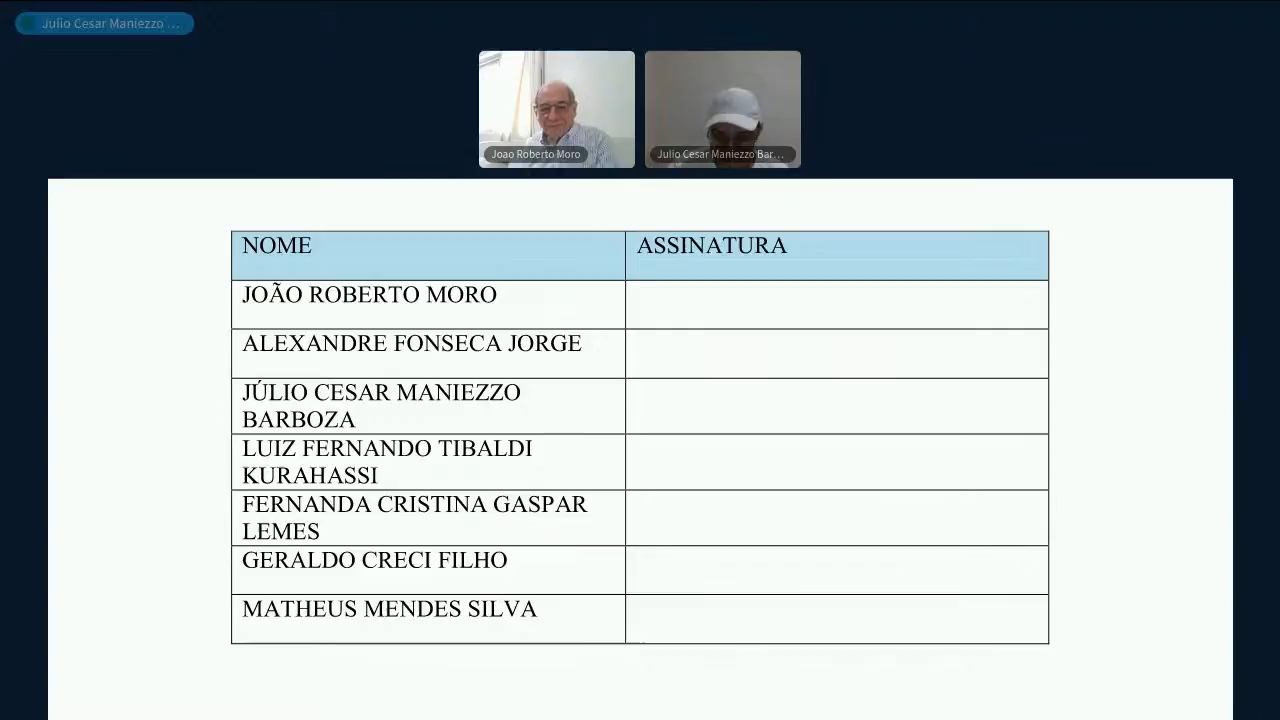 Julio Cesar Maniezzo ...
Joao Roberto Moro
Julio Cesar Maniezzo Bar...
NOME
ASSINATURA
JOÃO ROBERTO MORO
ALEXANDRE FONSECA JORGE
JÚLIO CESAR MANIEZZO
BARBOZA
LUIZ FERNANDO TIBALDI
KURAHASSI
FERNANDA CRISTINA GASPAR
LEMES
GERALDO CRECI FILHO
MATHEUS MENDES SILVA